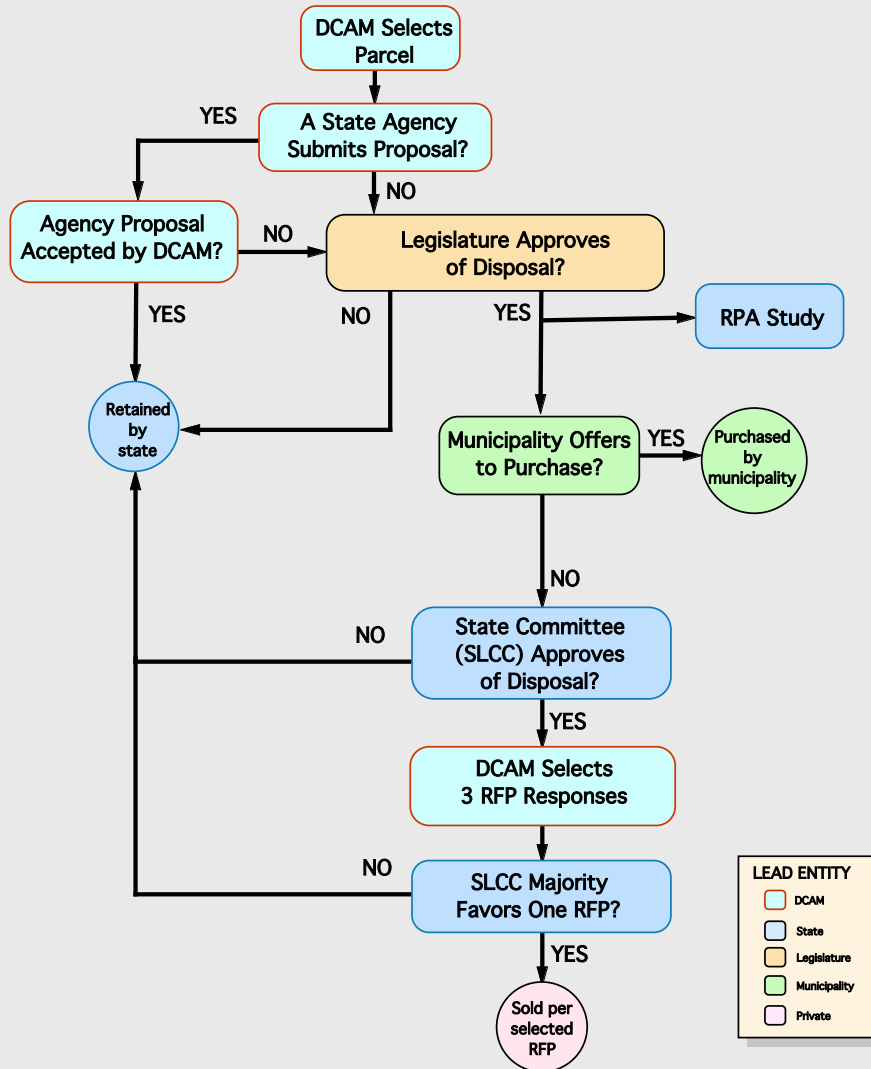 DCAM Selects
Parcel
YES
A State Agency
Submits Proposal?
NO
Agency Proposal
Accepted by DCAM?
NO
Legislature Approves
of Disposal?
YES
NO
YES
RPA Study
Retained
by
state
Municipality Offers
to Purchase?
YES
Purchased
by
municipality
NO
State Committee
(SLCC) Approves
of Disposal?
NO
YES
DCAM Selects
3 RFP Responses
NO
SLCC Majority
Favors One RFP?
YES
Sold per
selected
RFP
LEAD ENTITY
DCAM
State
Legislature
Municipality
Private